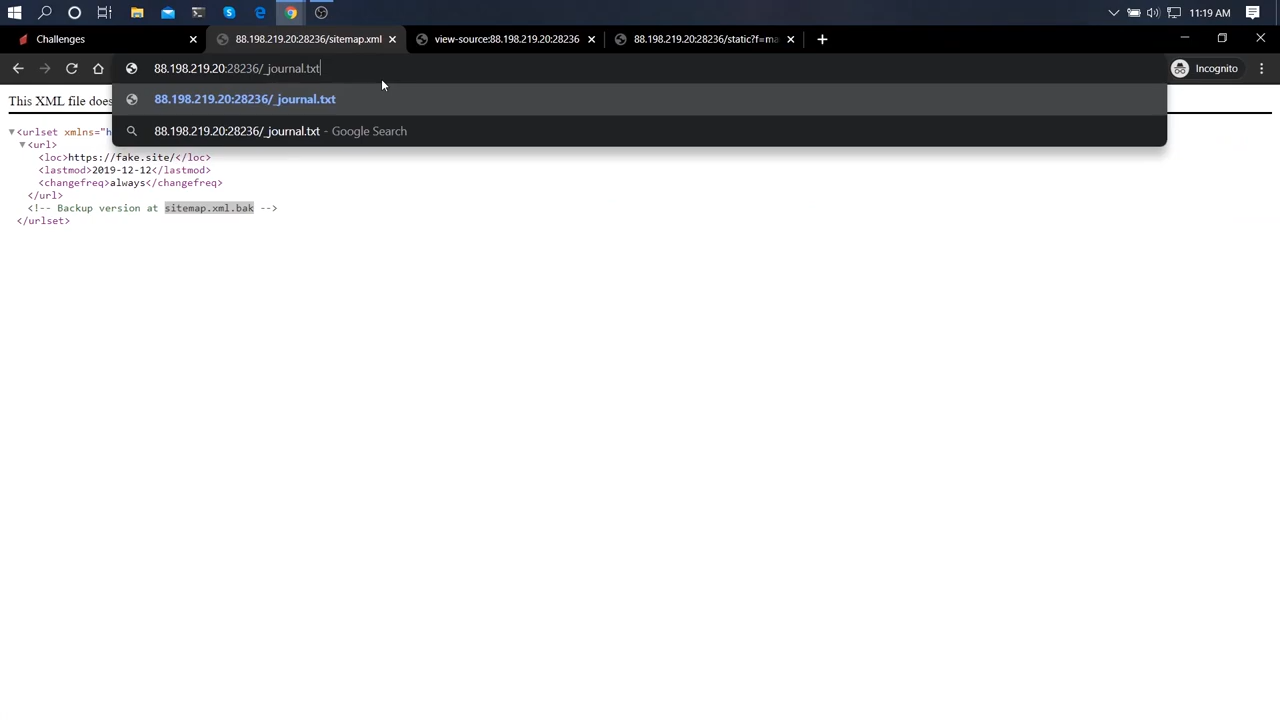 11:19 AM
Challenges
88.198.219.20:28236/sitemap.xml
view-source:88.198.219.20:28236
88.198.219.20:28236/static?f=ma
88.198.219.20:28236/_journal.txt
Incognito
88.198.219.20:28236/_journal.txt
88.198.219.20:28236/_journal.txt - Google Search
This XML file does
<urlset xmlns="h
<url>
<loc>https://fake.site/</loc>
<lastmod>2019-12-12</lastmod>
<changefreq>always</changefreq>
</url>
<!-- Backup version at sitemap.xml.bak -->
</urlset>